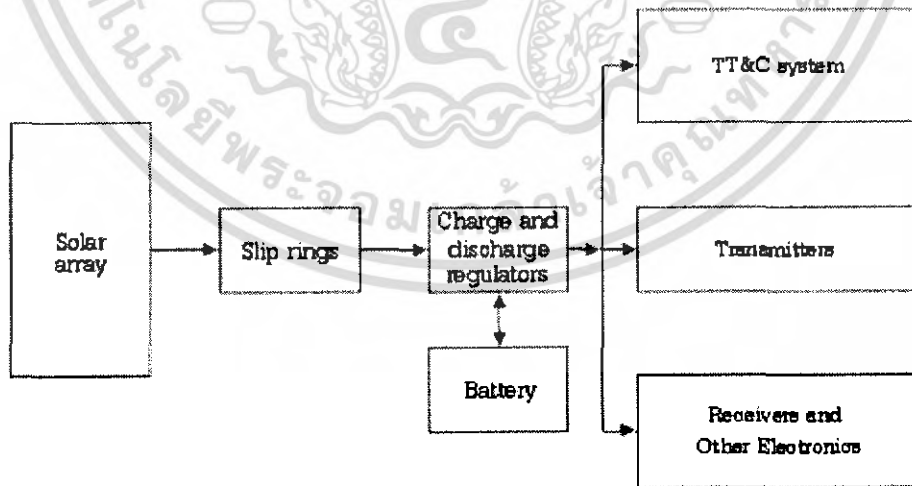 TT&C system
Solar
array
Slip rings
Charge and
discharge
regulators
Transmitters
Battery
Receivers and
Other Electronics